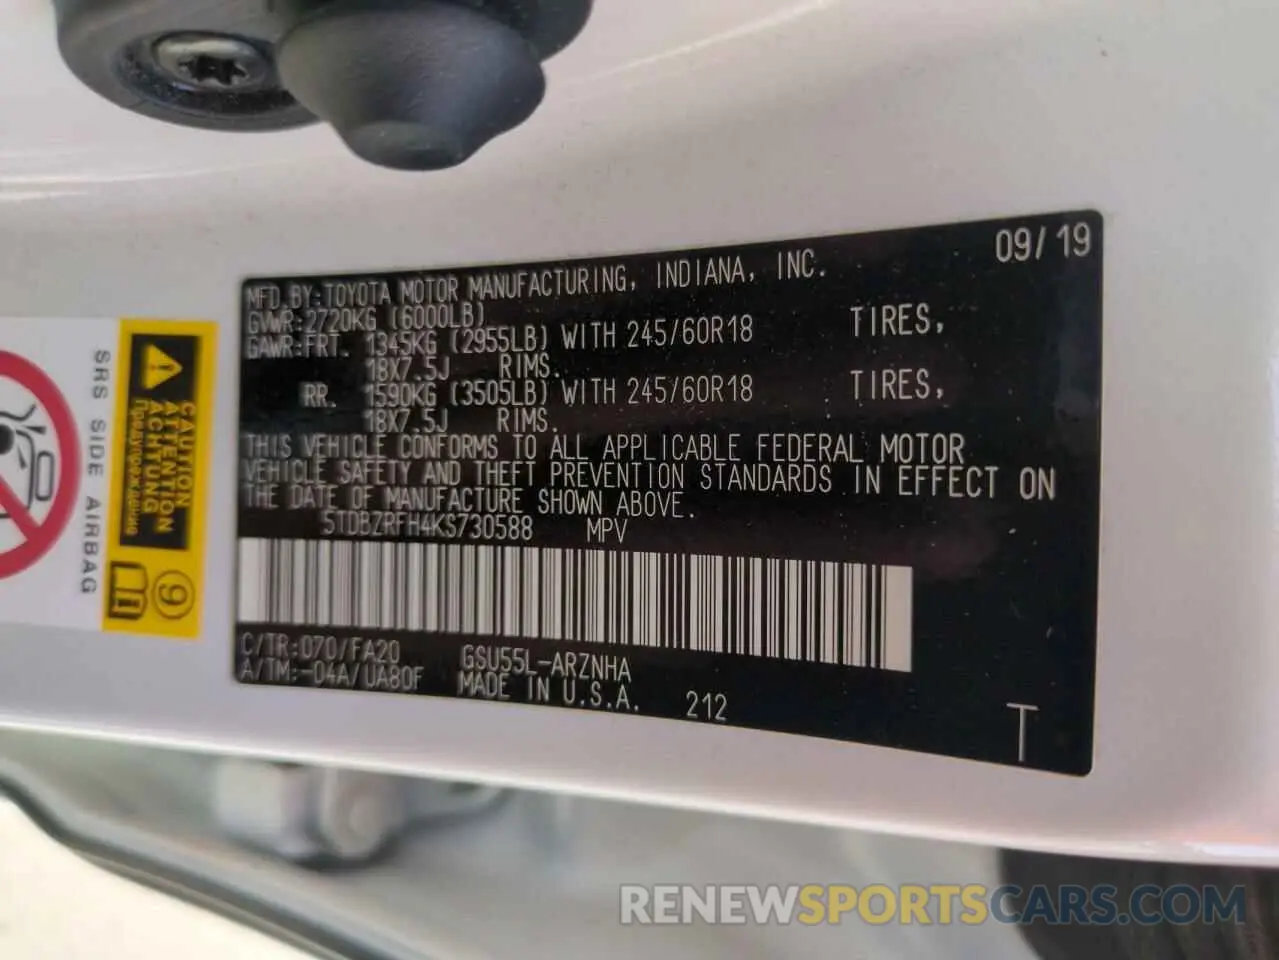 09/19
MFD.BY:TOYOTA MOTOR MANUFACTURING, INDIANA, INC.
GVWR:2720KG (6000LB)
GAWR:FRT. 1345KG (2955LB) WITH 245/60R18 TIRES,
18X7.5J RIMS.
RR. 1590KG (3505LB) WITH 245/60R18 TIRES,
18X7.5J RIMS.
THIS VEHICLE CONFORMS TO ALL APPLICABLE FEDERAL MOTOR
VEHICLE SAFETY AND THEFT PREVENTION STANDARDS IN EFFECT ON
THE DATE OF MANUFACTURE SHOWN ABOVE.
5TDBZRFH4KS730588 MPV
C/TR:070/FA20 GSU55L-ARZNHA
A/TM:-04A/UA80F MADE IN U.S.A. 212
T
CAUTION
ATTENTION
ACHTUNG
Предупреждение
9
SRS SIDE AIRBAG
RENEWSPORTSCARS.COM